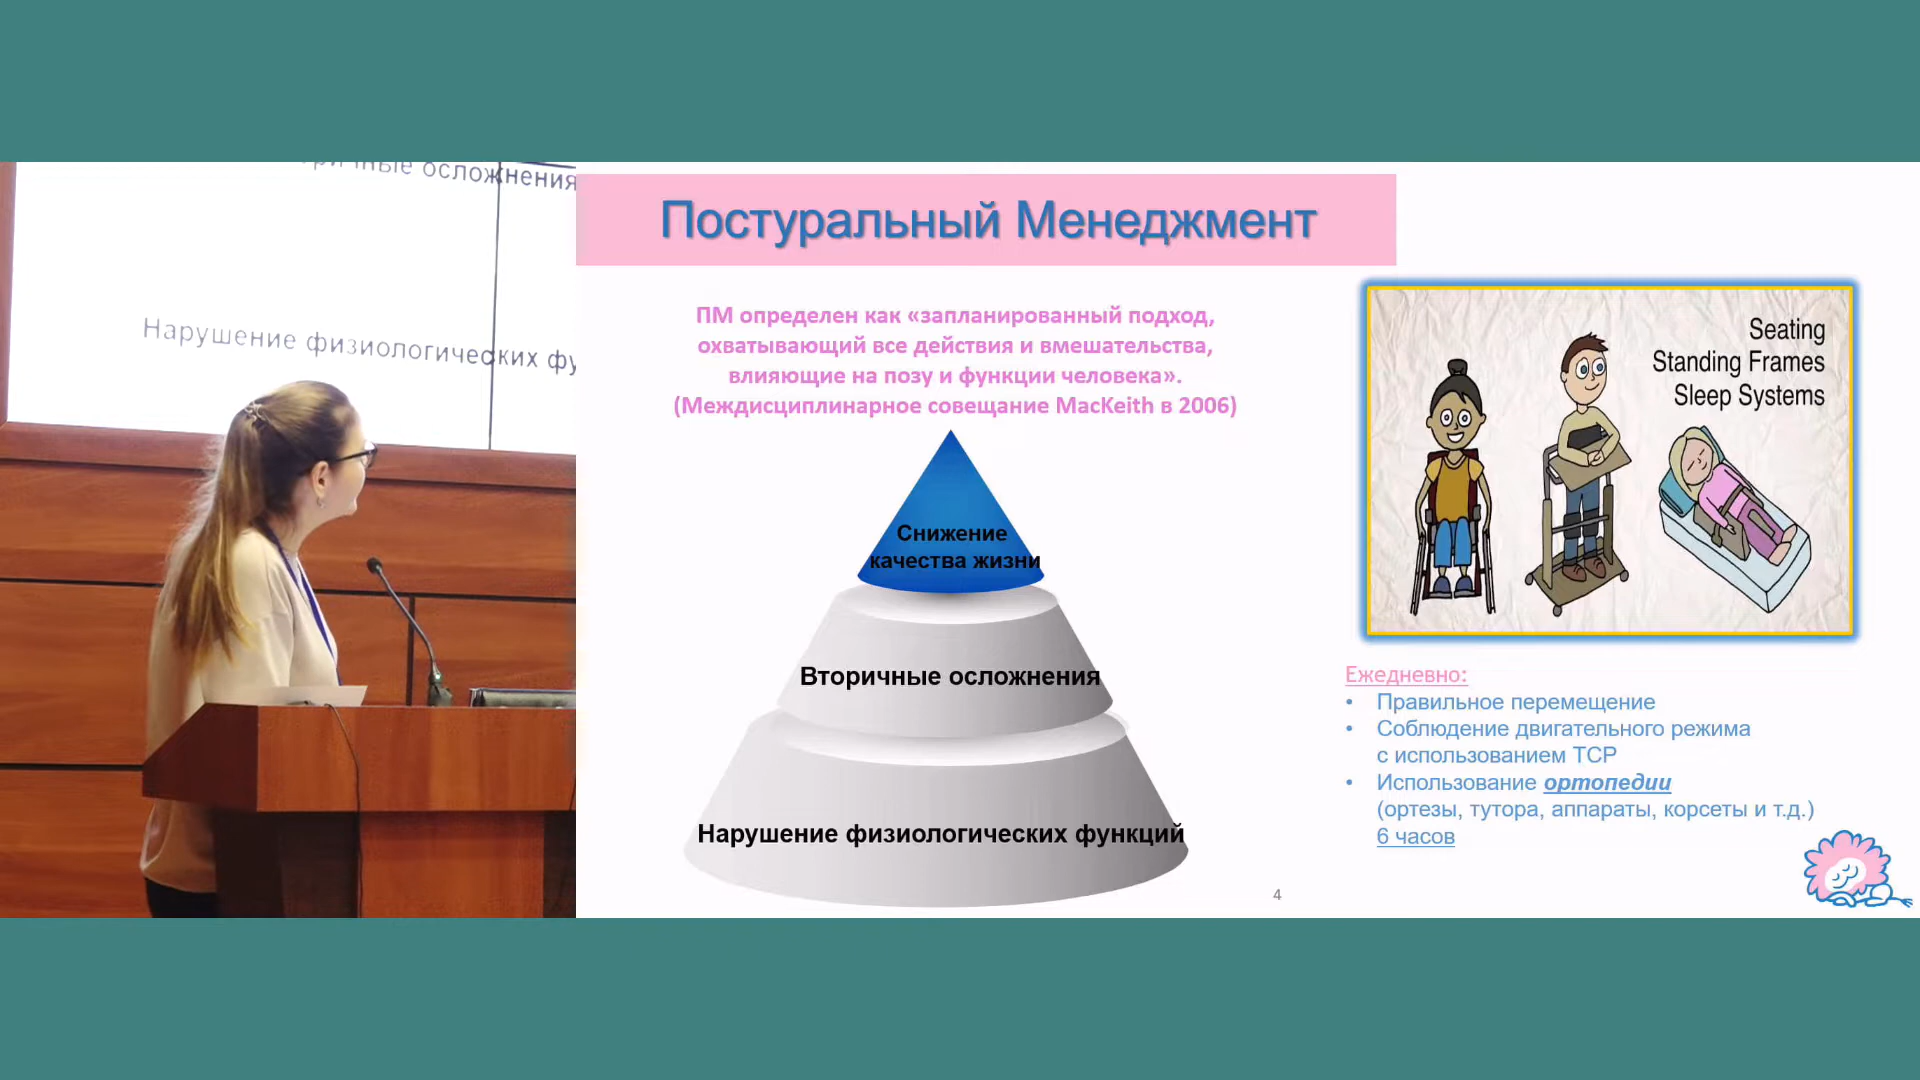 ричные осложнения
Нарушение физиологических фу
Постуральный Менеджмент
ПМ определен как «запланированный подход,
охватывающий все действия и вмешательства,
влияющие на позу и функции человека».
(Междисциплинарное совещание MacKeith в 2006)
Снижение
качества жизни
Вторичные осложнения
Нарушение физиологических функций
Seating
Standing Frames
Sleep Systems
Ежедневно:
• Правильное перемещение
• Соблюдение двигательного режима
с использованием ТСР
• Использование ортопедии
(ортезы, тутора, аппараты, корсеты и т.д.)
6 часов
4